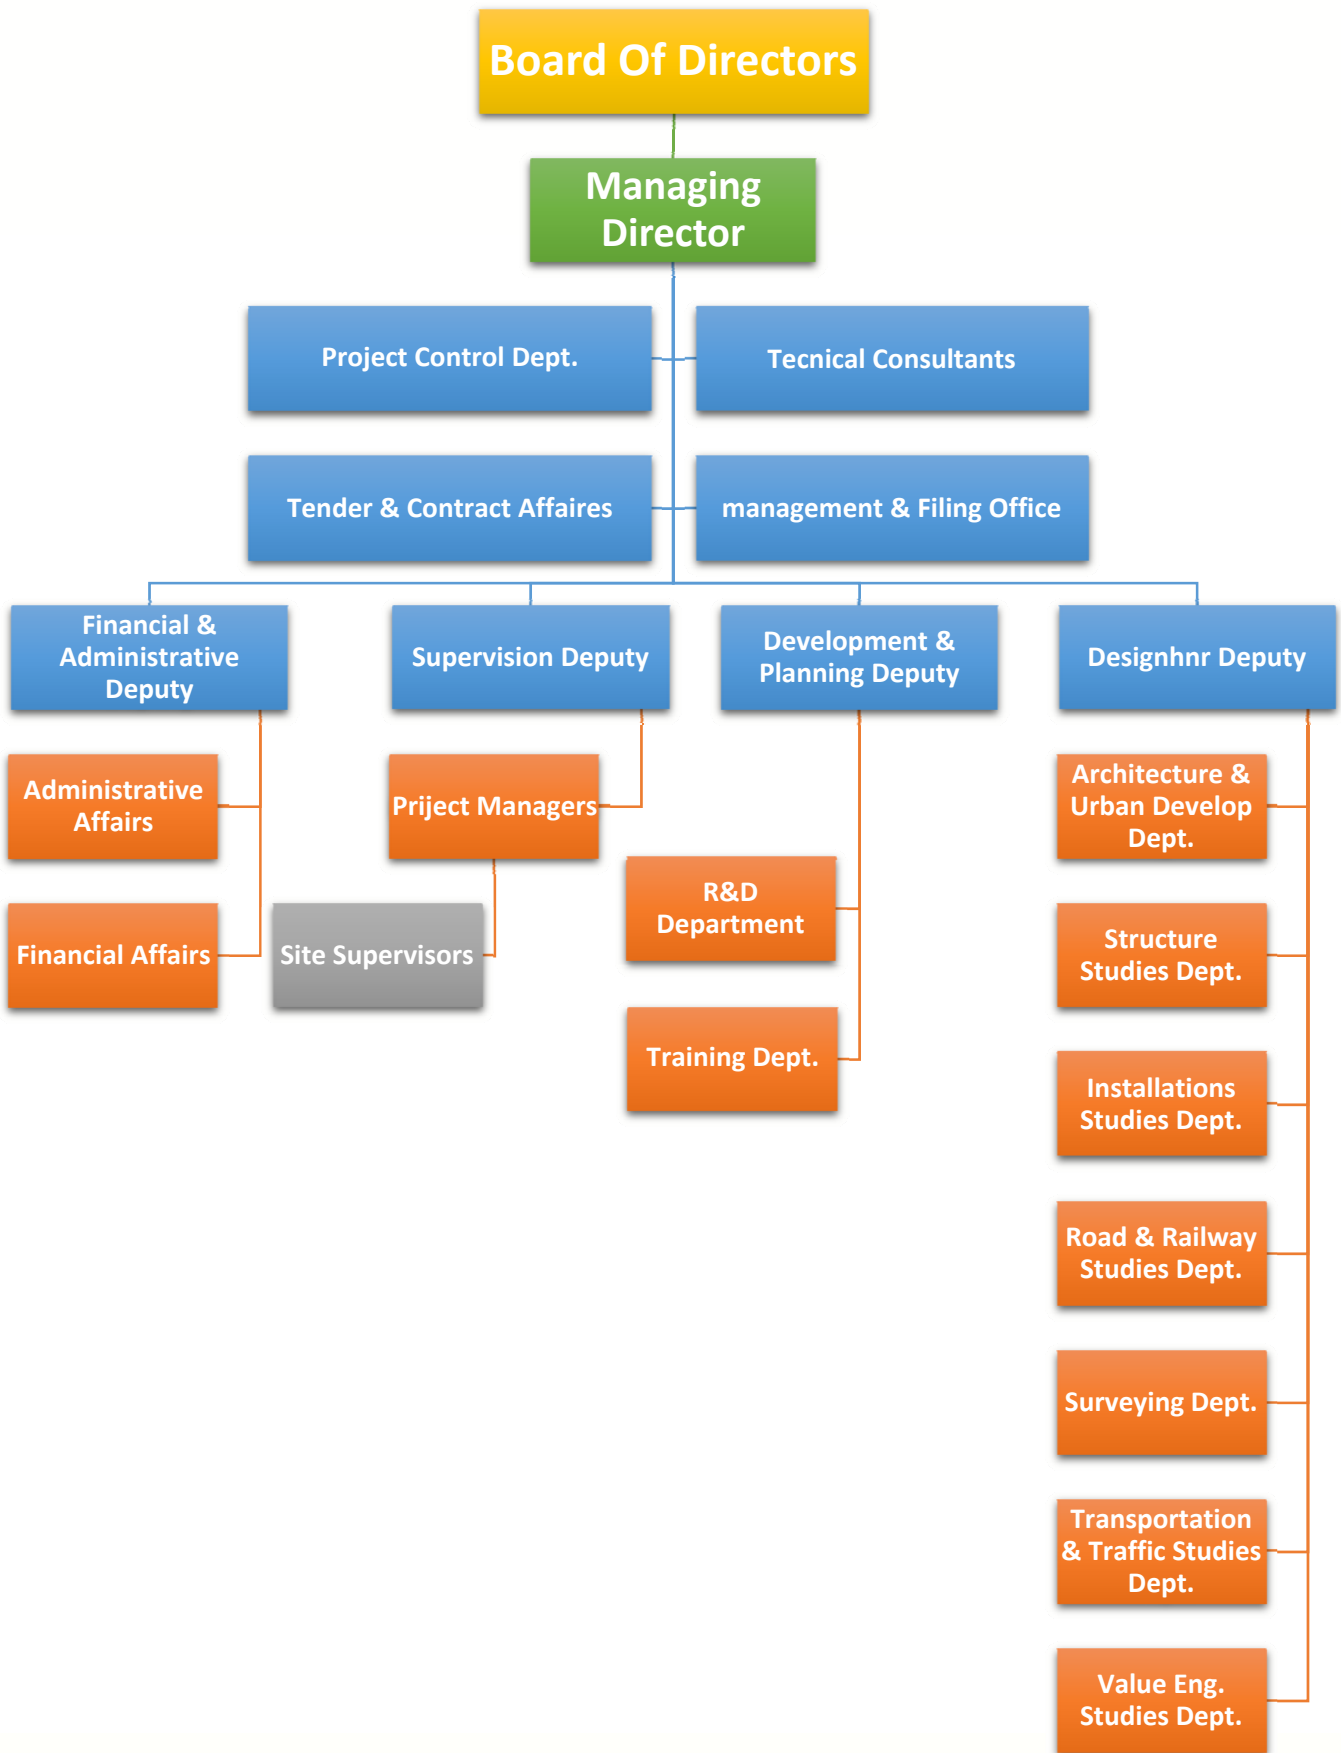 Board Of Directors
Managing
Director
Project Control Dept.
Tecnical Consultants
Tender & Contract Affaires
management & Filing Office
Financial &
Administrative
Deputy
Supervision Deputy
Development &
Planning Deputy
Designhnr Deputy
Administrative
Affairs
Financial Affairs
Priject Managers
Site Supervisors
R&D
Department
Training Dept.
Architecture &
Urban Develop
Dept.
Structure
Studies Dept.
Installations
Studies Dept.
Road & Railway
Studies Dept.
Surveying Dept.
Transportation
& Traffic Studies
Dept.
Value Eng.
Studies Dept.